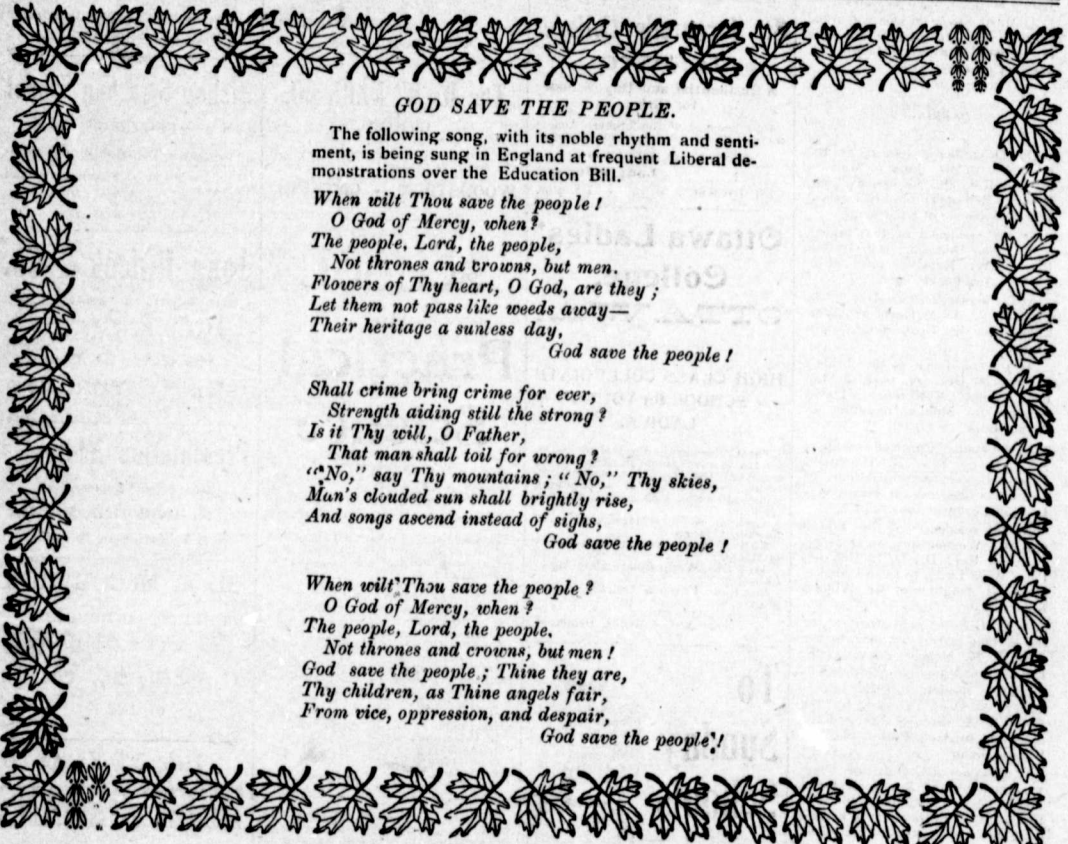 GOD SAVE THE PEOPLE.
The following song, with its noble rhythm and senti-
ment, is being sung in England at frequent Liberal de-
monstrations over the Education Bill.
When wilt Thou save the people !
O God of Mercy, when ?
The people, Lord, the people,
Not thrones and crowns, but men.
Flowers of Thy heart, O God, are they ;
Let them not pass like weeds away—
Their heritage a sunless day,
God save the people !
Shall crime bring crime for ever,
Strength aiding still the strong ?
Is it Thy will, O Father,
That man shall toil for wrong ?
"No," say Thy mountains ; "No," Thy skies,
Man's clouded sun shall brightly rise,
And songs ascend instead of sighs,
God save the people !
When wilt Thou save the people ?
O God of Mercy, when ?
The people, Lord, the people.
Not thrones and crowns, but men !
God save the people ; Thine they are,
Thy children, as Thine angels fair,
From vice, oppression, and despair,
God save the people !
Ottawa Ladies'
College